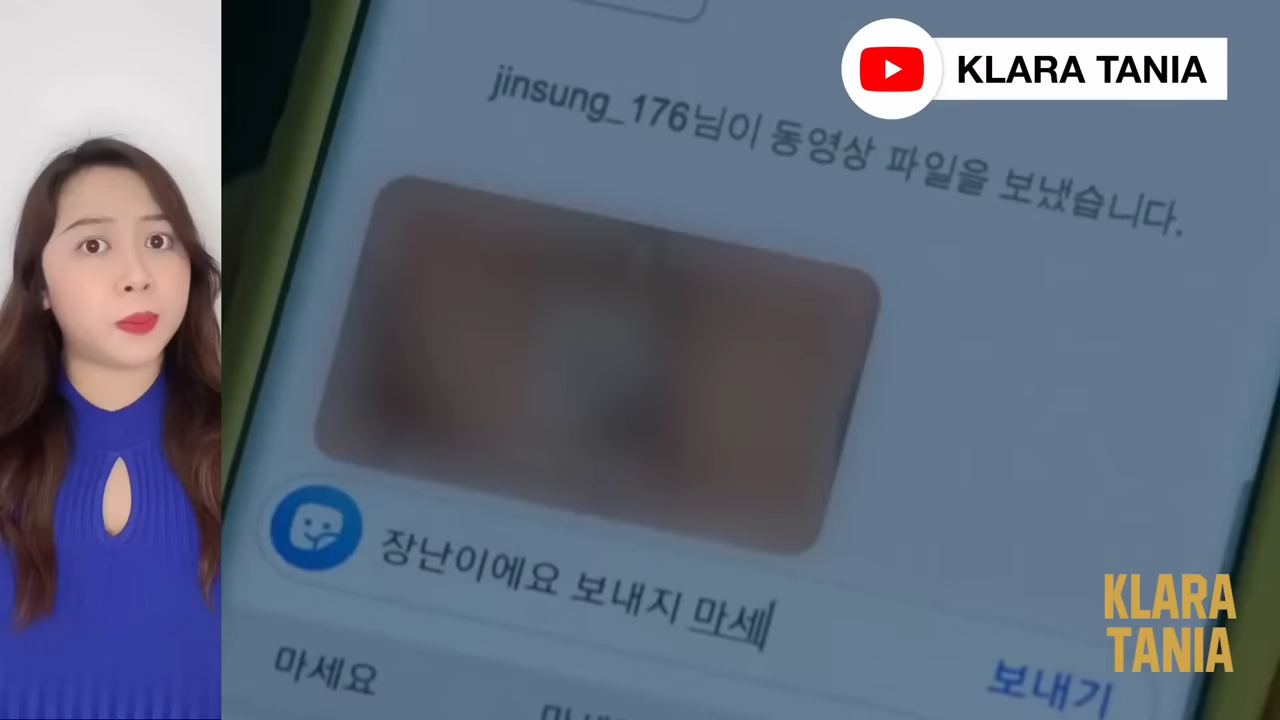 KLARA TANIA
jinsung_176님이 동영상 파일을 보냈습니다.
장난이에요 보내지 마세
보내기
마세요
KLARA
TANIA